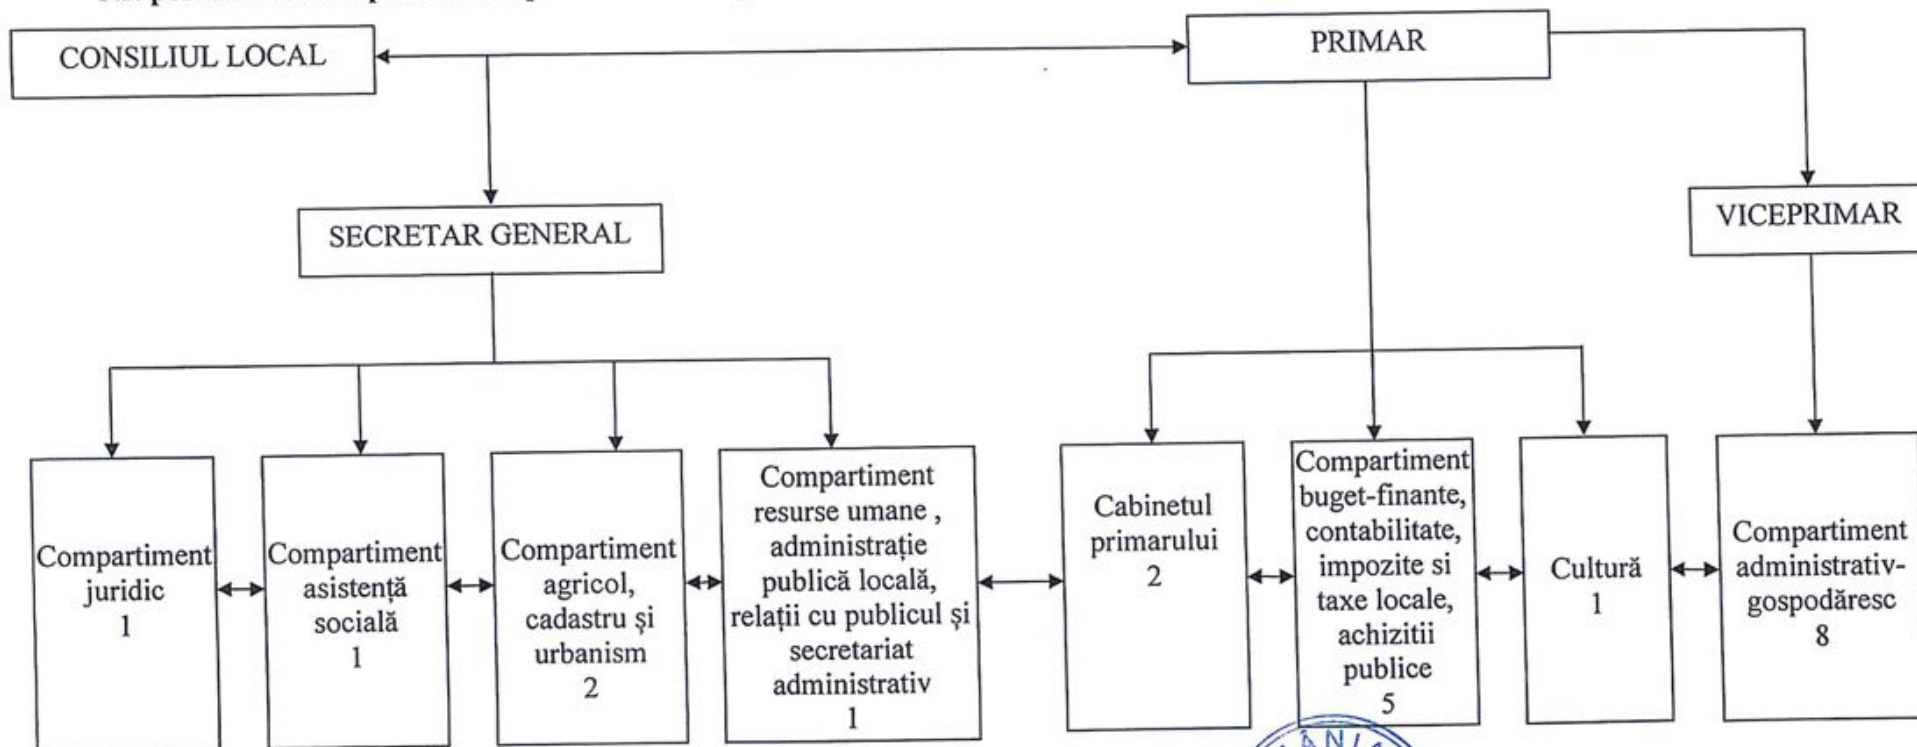 CONSILIUL LOCAL
PRIMAR
SECRETAR GENERAL
VICEPRIMAR
Compartiment
juridic
1
Compartiment
asistență
socială
1
Compartiment
agricol,
cadastru și
urbanism
2
Compartiment
resurse umane ,
administrație
publică locală,
relații cu publicul și
secretariat
administrativ
1
Cabinetul
primarului
2
Compartiment
buget-finante,
contabilitate,
impozite si
taxe locale,
achizitii
publice
5
Cultură
1
Compartiment
administrativ-
gospodăresc
8